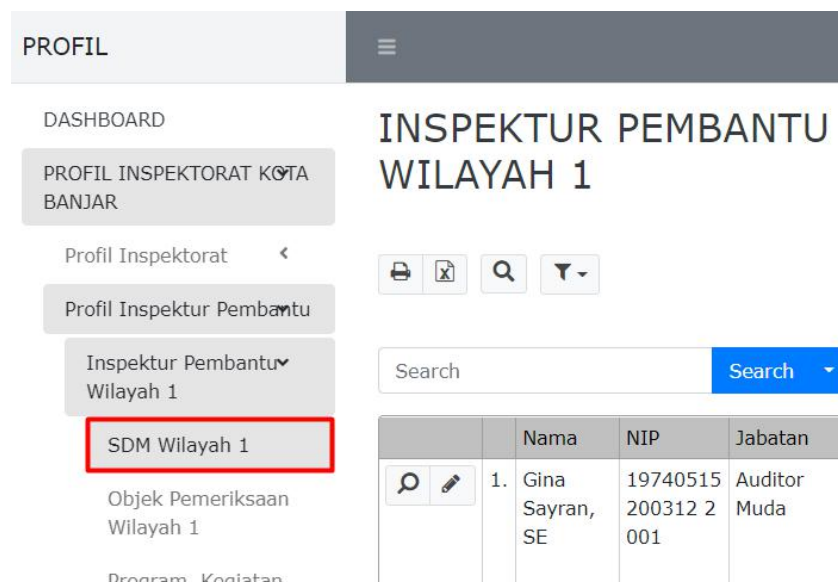 PROFIL
DASHBOARD
PROFIL INSPEKTORAT KOTA
BANJAR
Profil Inspektorat
Profil Inspektur Pembantu
Inspektur Pembantu
Wilayah 1
SDM Wilayah 1
Objek Pemeriksaan
Wilayah 1
Program, Kegiatan
INSPEKTUR PEMBANTU
WILAYAH 1
Search Search
Nama NIP Jabatan
1. Gina 19740515 Auditor
Sayran, 200312 2 Muda
SE 001